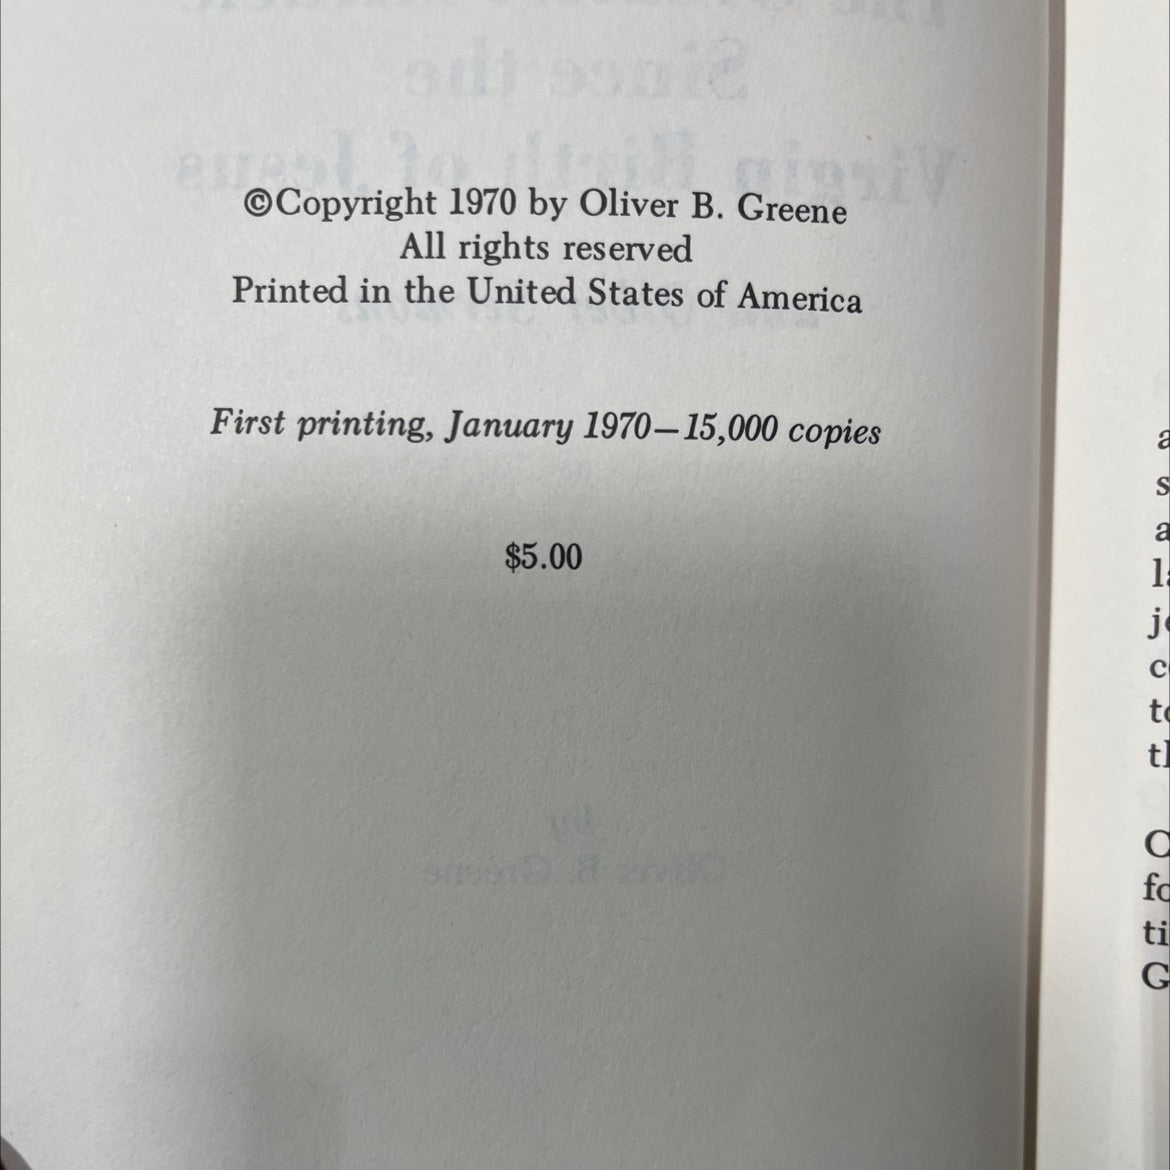 ©Copyright 1970 by Oliver B. Greene
All rights reserved
Printed in the United States of America
First printing, January 1970—15,000 copies
$5.00